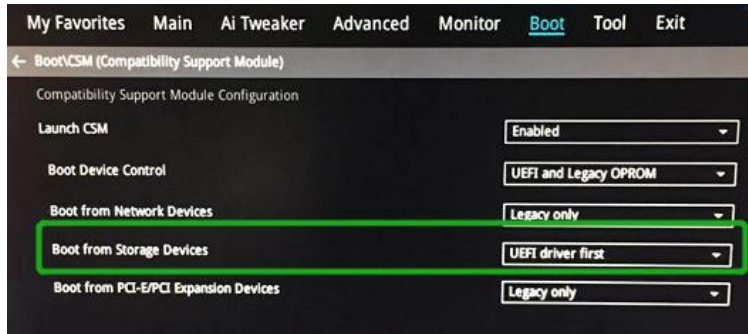 My Favorites Main Ai Tweaker Advanced Monitor Boot Tool Exit
← Boot\CSM (Compatibility Support Module)
Compatibility Support Module Configuration
Launch CSM Enabled
Boot Device Control UEFI and Legacy OPROM
Boot from Network Devices Legacy only
Boot from Storage Devices UEFI driver first
Boot from PCI-E/PCI Expansion Devices Legacy only